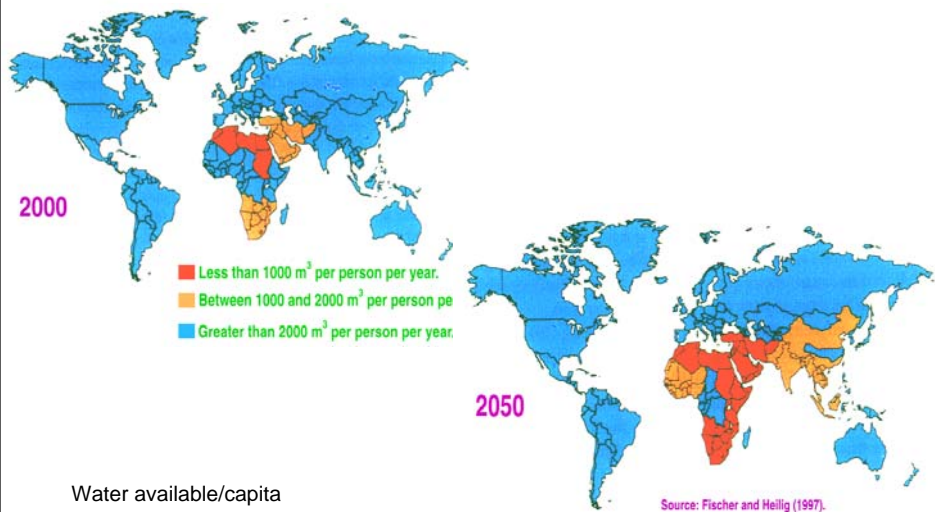 2000
Less than 1000 m³ per person per year.
Between 1000 and 2000 m³ per person pe
Greater than 2000 m³ per person per year.
2050
Water available/capita
Source: Fischer and Heilig (1997).